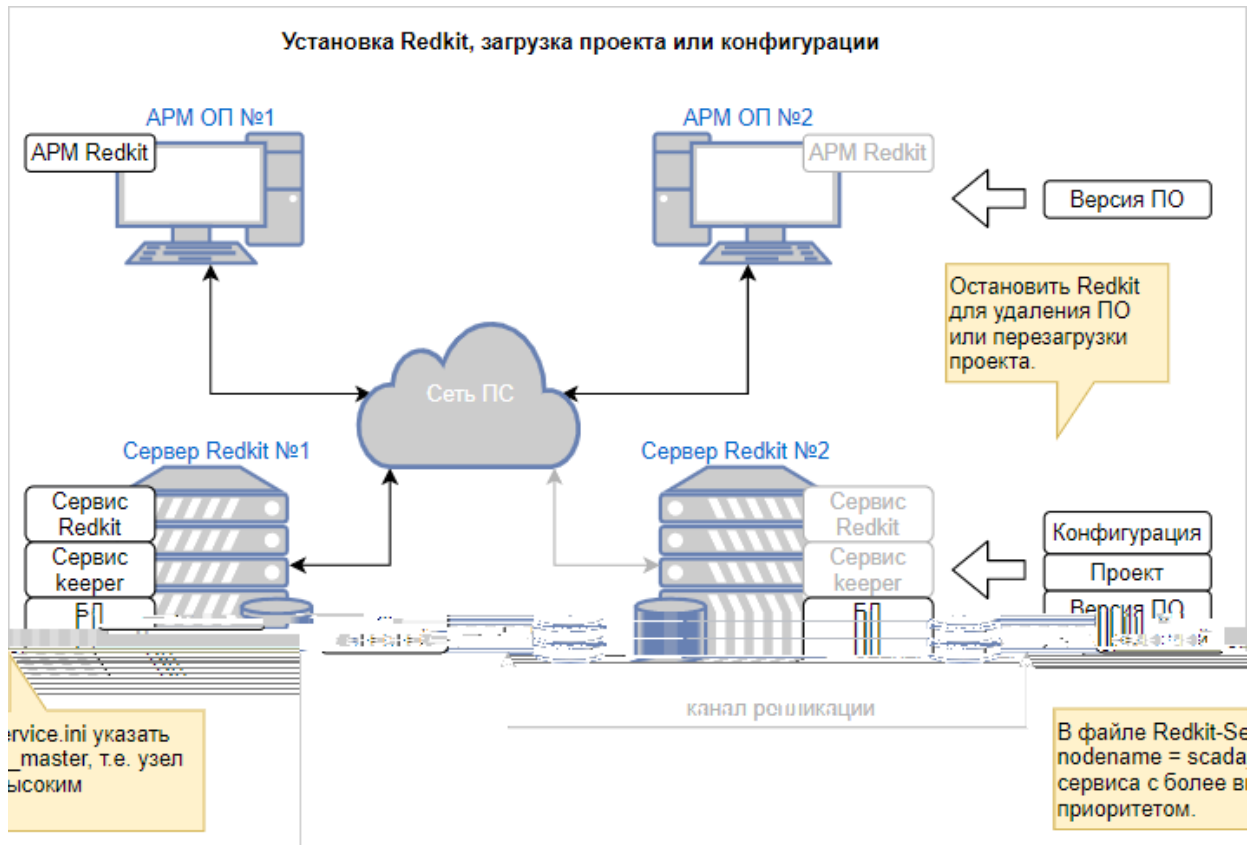 Установка Redkit, загрузка проекта или конфигурации
АРМ ОП №1
АРМ Redkit
АРМ ОП №2
АРМ Redkit
Версия ПО
Остановить Redkit
для удаления ПО
или перезагрузки
проекта.
Сеть ПС
Сервер Redkit №1
Сервис
Redkit
Сервис
keeper
Сервер Redkit №2
Сервис
Redkit
Сервис
keeper
Конфигурация
Проект
Версия ПО
канал репликации
ervice.ini указать
_master, т.е. узел
ысоким
В файле Redkit-Se
nodename = scada
сервиса с более в
приоритетом.